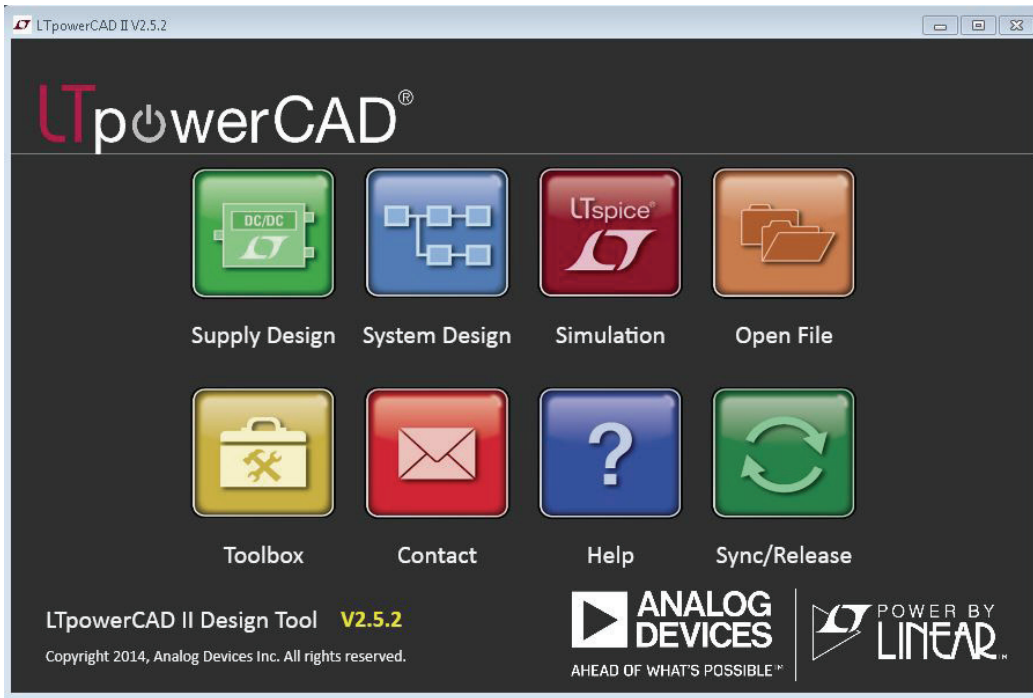 LTpowerCAD II V2.5.2
LTpowerCAD®
DC/DC
LTspice®
Supply Design System Design Simulation Open File
?
Toolbox Contact Help Sync/Release
LTpowerCAD II Design Tool V2.5.2
Copyright 2014, Analog Devices Inc. All rights reserved.
ANALOG
DEVICES
AHEAD OF WHAT'S POSSIBLE™
POWER BY
LINEAR™